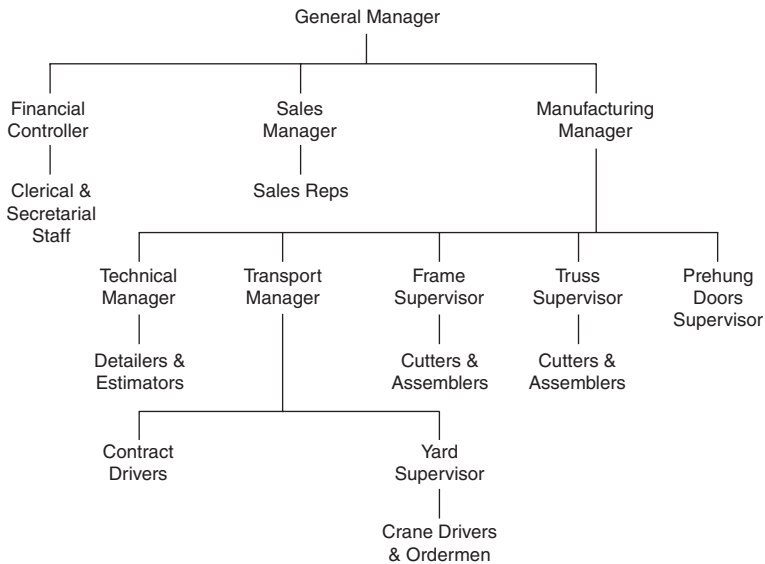 General Manager
Financial
Controller
Sales
Manager
Manufacturing
Manager
Clerical &
Secretarial
Staff
Sales Reps
Technical
Manager
Transport
Manager
Frame
Supervisor
Truss
Supervisor
Prehung
Doors
Supervisor
Detailers &
Estimators
Cutters &
Assemblers
Cutters &
Assemblers
Contract
Drivers
Yard
Supervisor
Crane Drivers
& Ordermen